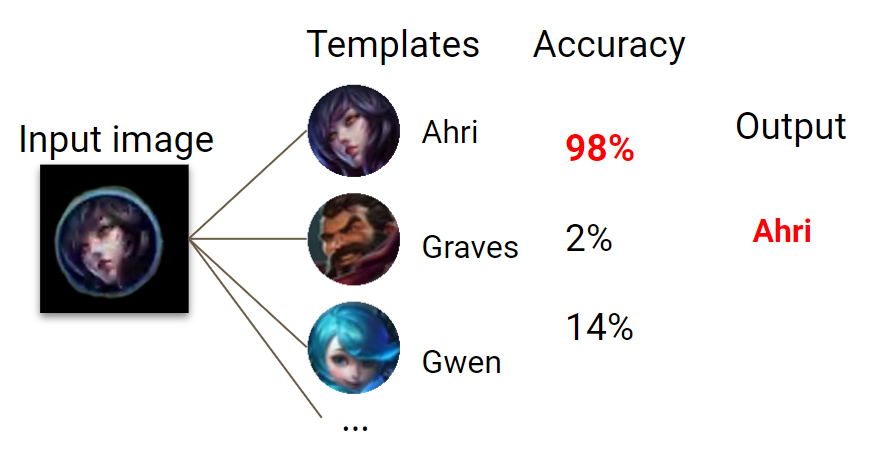 Templates
Accuracy
Input image
Ahri
98%
Output
Graves
2%
Ahri
Gwen
14%
...